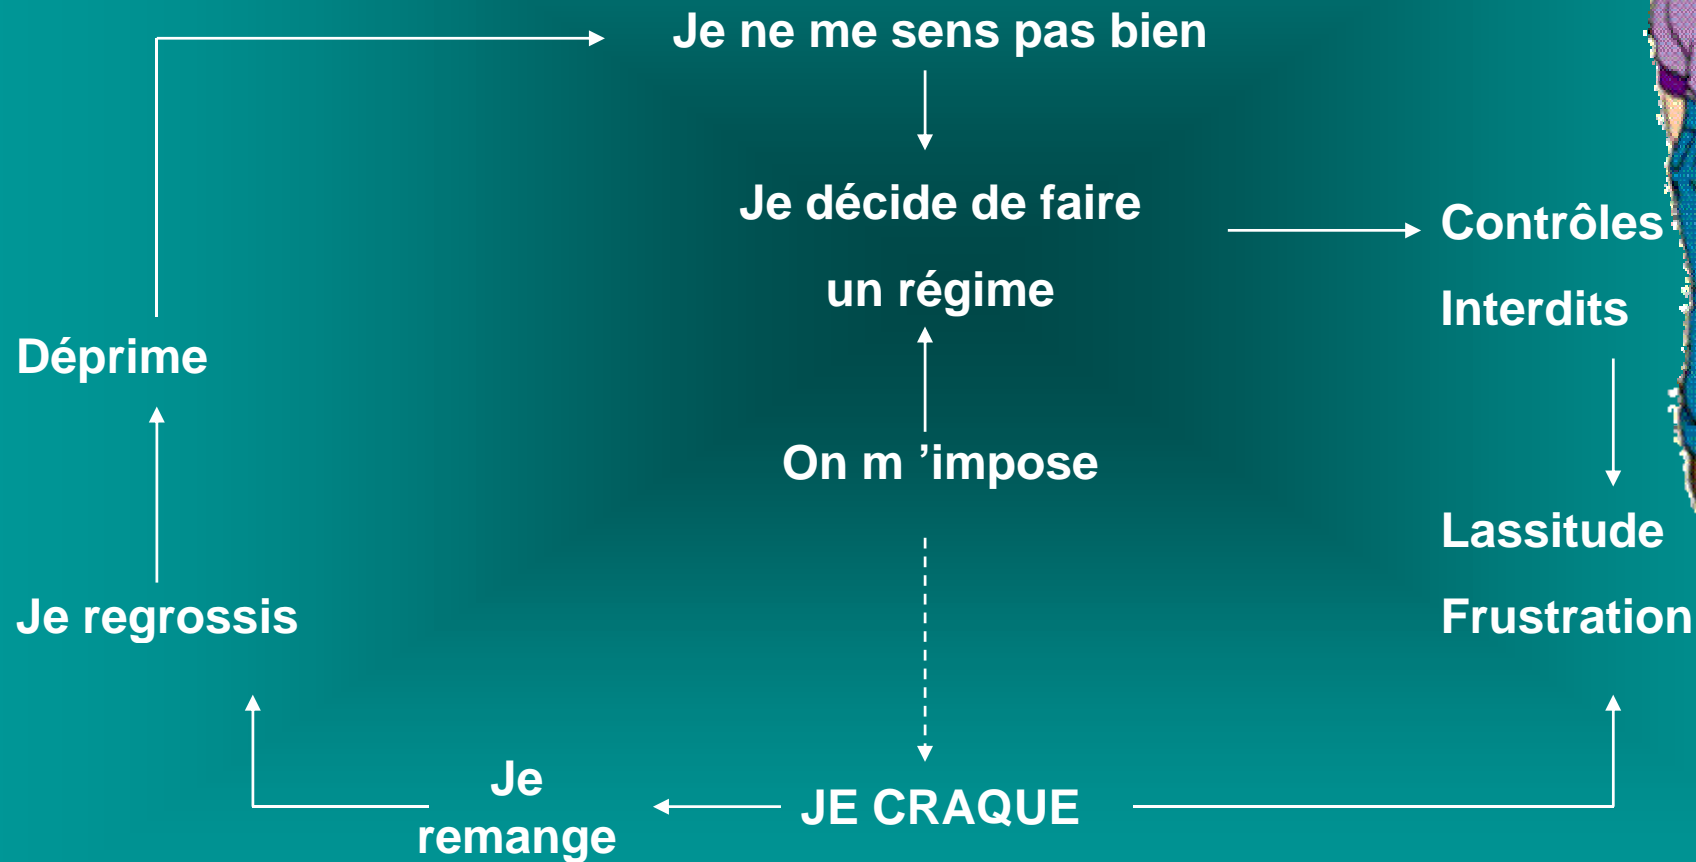 Je ne me sens pas bien
Je décide de faire
un régime
Contrôles
Interdits
Déprime
On m ’impose
Lassitude
Frustration
Je regrossis
Je
remange
JE CRAQUE